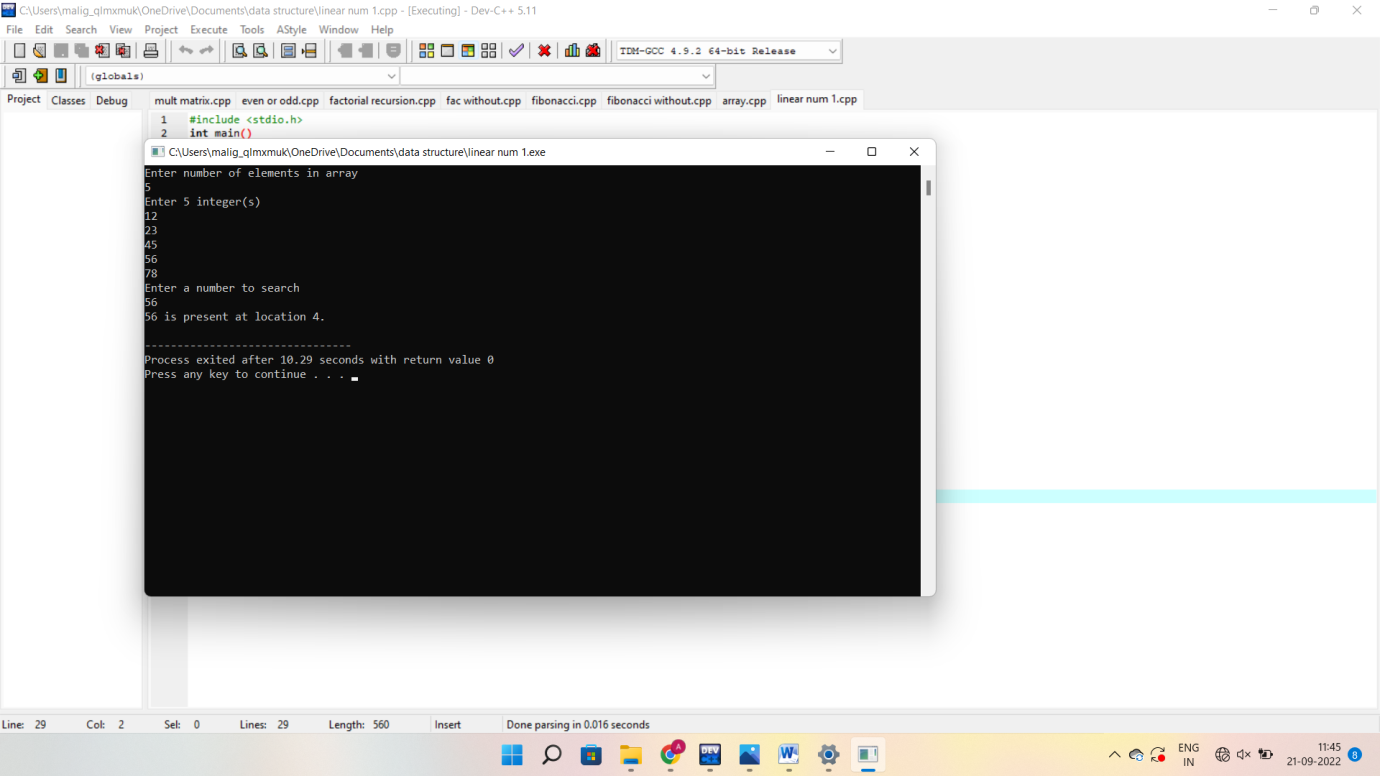 C:\Users\malig_qlmxmuk\OneDrive\Documents\data structure\linear num 1.cpp - [Executing] - Dev-C++ 5.11
File Edit Search View Project Execute Tools AStyle Window Help
TDM-GCC 4.9.2 64-bit Release
(globals)
Project Classes Debug mult matrix.cpp even or odd.cpp factorial recursion.cpp fac without.cpp fibonacci.cpp fibonacci without.cpp array.cpp linear num 1.cpp
1 #include <stdio.h>
2 int main()
C:\Users\malig_qlmxmuk\OneDrive\Documents\data structure\linear num 1.exe
Enter number of elements in array
5
Enter 5 integer(s)
12
23
45
56
78
Enter a number to search
56
56 is present at location 4.
--------------------------------
Process exited after 10.29 seconds with return value 0
Press any key to continue . . .
Line: 29 Col: 2 Sel: 0 Lines: 29 Length: 560 Insert Done parsing in 0.016 seconds
A
DEV
W
ENG
IN
11:45
21-09-2022
8